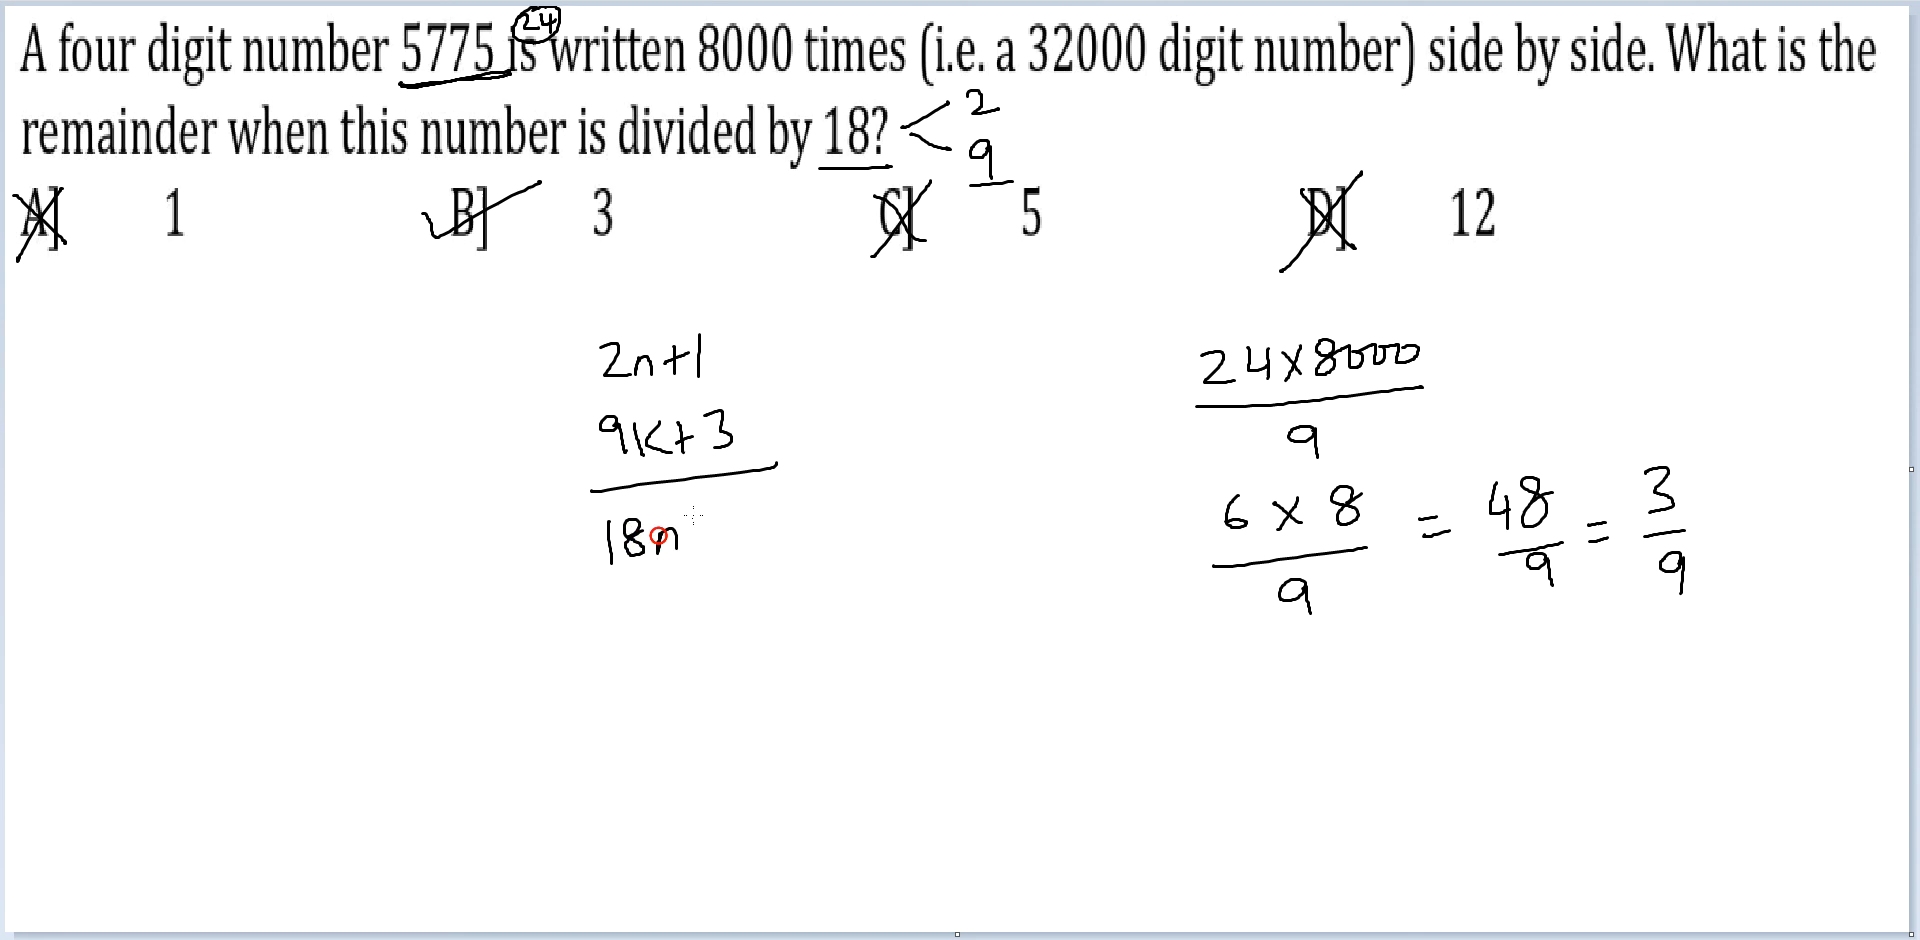 A four digit number 5775 is written 8000 times (i.e. a 32000 digit number) side by side. What is the
24
remainder when this number is divided by 18?
2
9
A] 1 B] 3 C] 5 D] 12
2n+1
9k+3
18n
24×8000
9
6 × 8 = 48 = 3
9 9 9